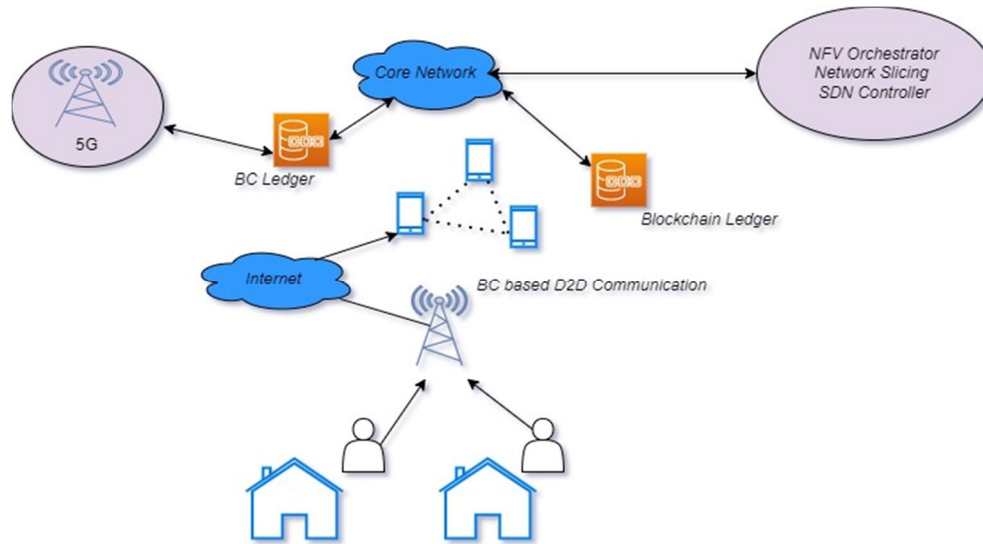 NFV Orchestrator
Network Slicing
SDN Controller
Core Network
5G
BC Ledger
Blockchain Ledger
Internet
BC based D2D Communication